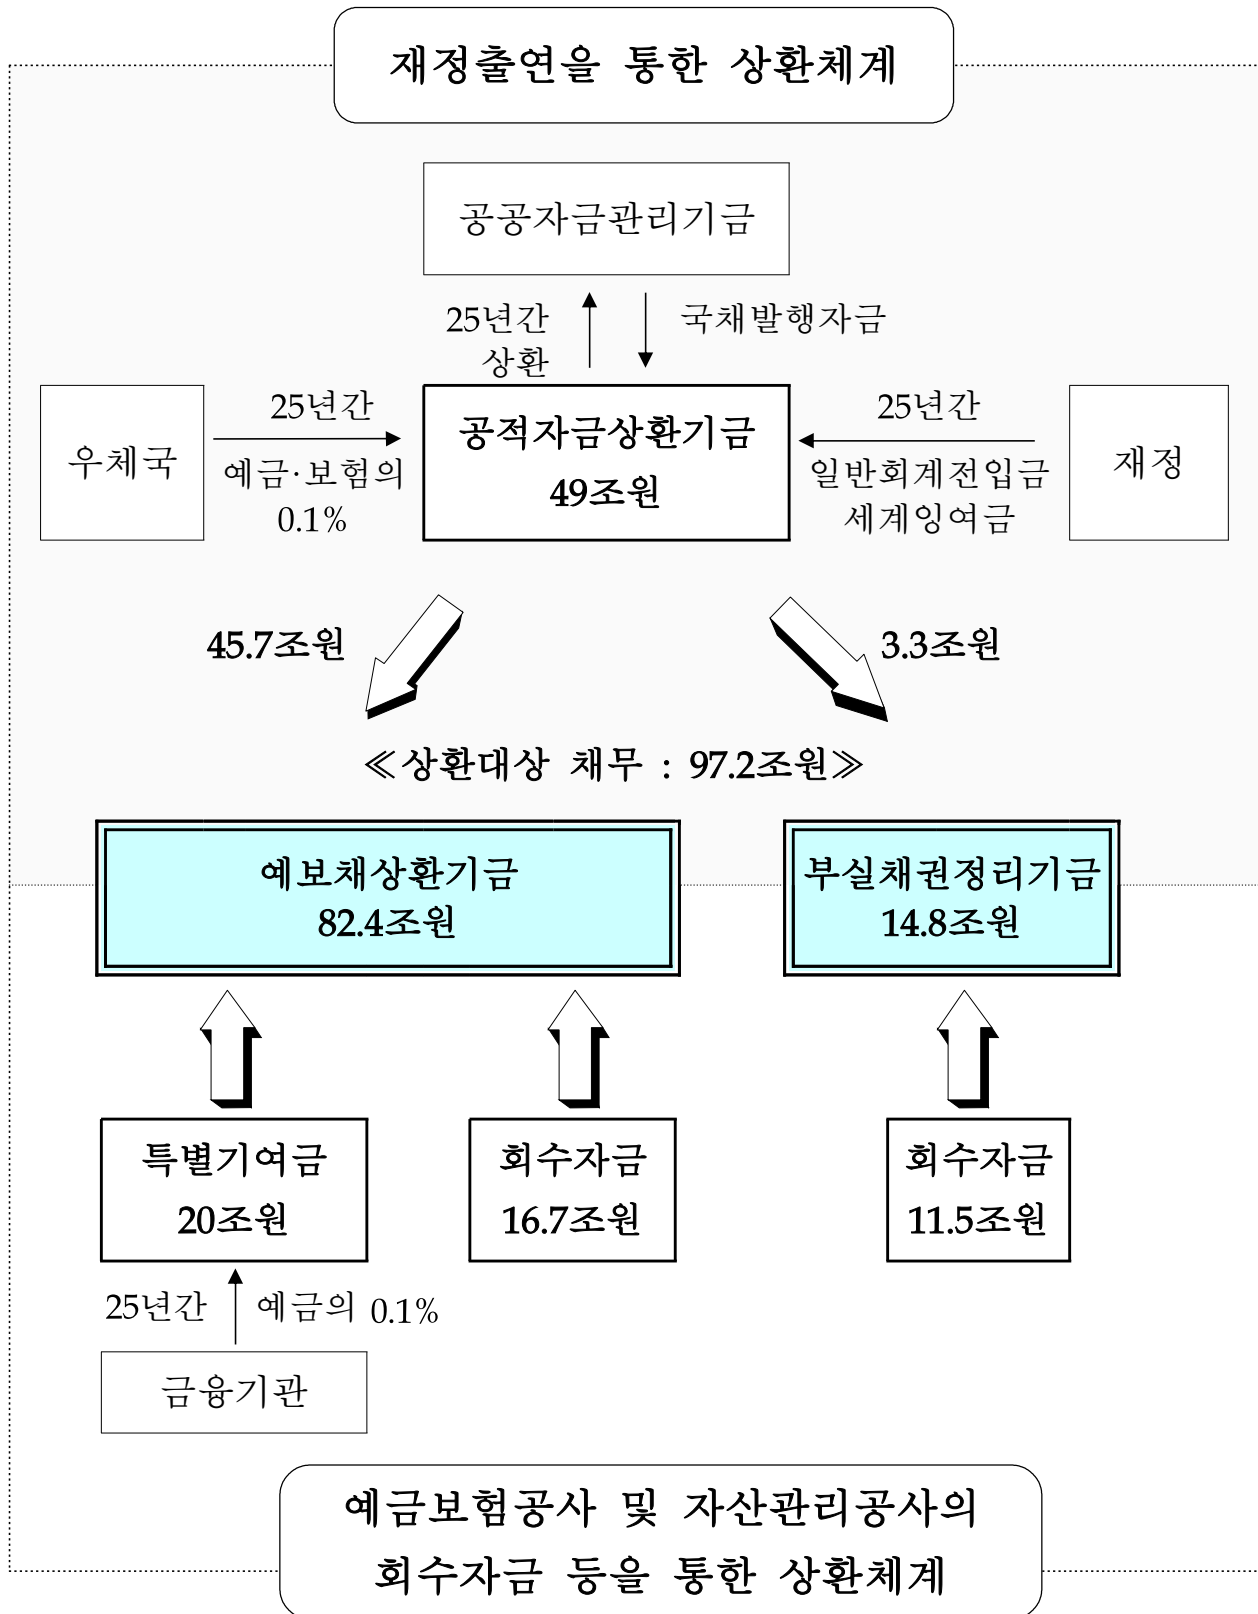 재정출연을 통한 상환체계
공공자금관리기금
25년간
상환
국채발행자금
우체국
25년간
예금·보험의
0.1%
공적자금상환기금
49조원
25년간
일반회계전입금
세계잉여금
재정
45.7조원
3.3조원
≪상환대상 채무 : 97.2조원≫
예보채상환기금
82.4조원
부실채권정리기금
14.8조원
특별기여금
20조원
회수자금
16.7조원
회수자금
11.5조원
25년간
예금의 0.1%
금융기관
예금보험공사 및 자산관리공사의
회수자금 등을 통한 상환체계